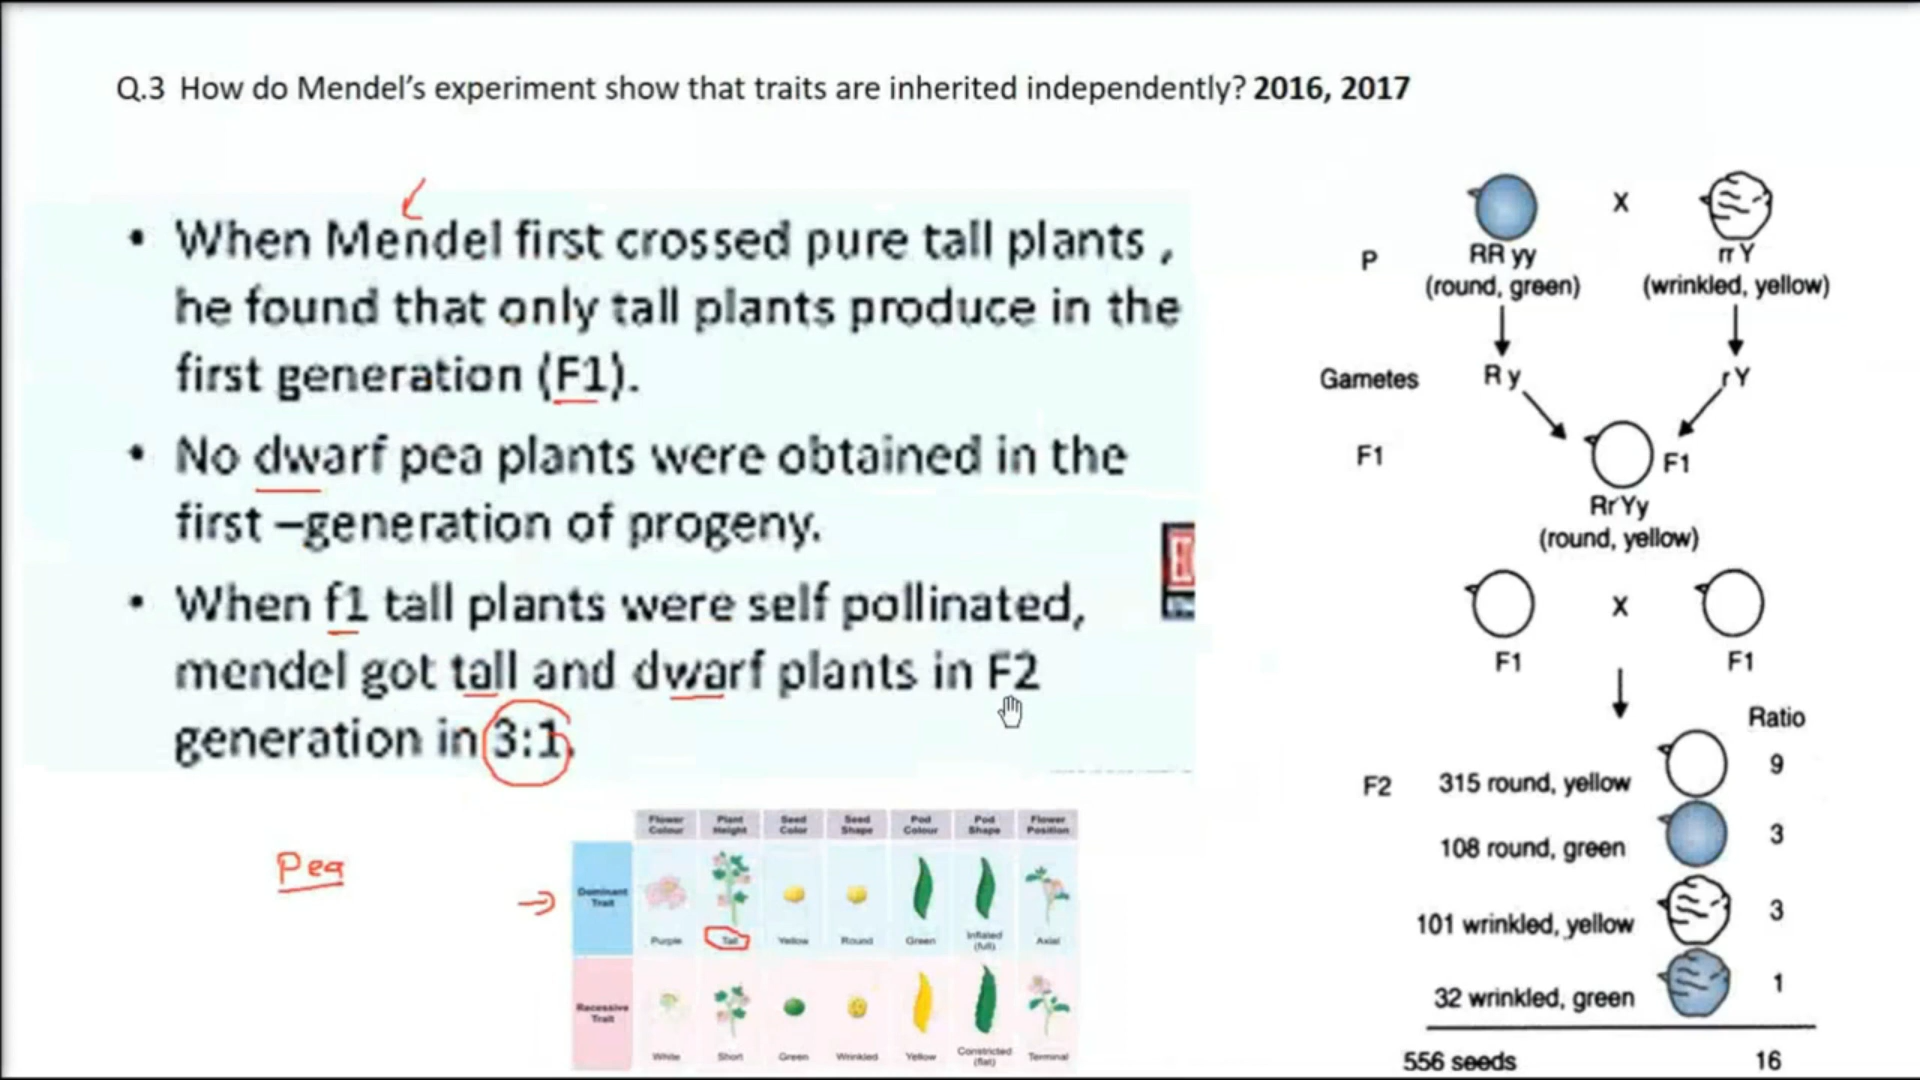 Q.3 How do Mendel’s experiment show that traits are inherited independently? 2016, 2017
• When Mendel first crossed pure tall plants ,
he found that only tall plants produce in the
first generation (F1).
• No dwarf pea plants were obtained in the
first –generation of progeny.
• When f1 tall plants were self pollinated,
mendel got tall and dwarf plants in F2
generation in 3:1.
Pea
Flower Colour
Plant Height
Seed Color
Seed Shape
Pod Colour
Pod Shape
Flower Position
Dominant Trait
Purple
Tall
Yellow
Round
Green
Inflated (full)
Axial
Recessive Trait
White
Short
Green
Wrinkled
Yellow
Constricted (flat)
Terminal
X
P
RR yy
rr Y
(round, green)
(wrinkled, yellow)
Gametes
R y
rY
F1
F1
RrYy
(round, yellow)
X
F1
F1
Ratio
F2
315 round, yellow
9
108 round, green
3
101 wrinkled, yellow
3
32 wrinkled, green
1
556 seeds
16